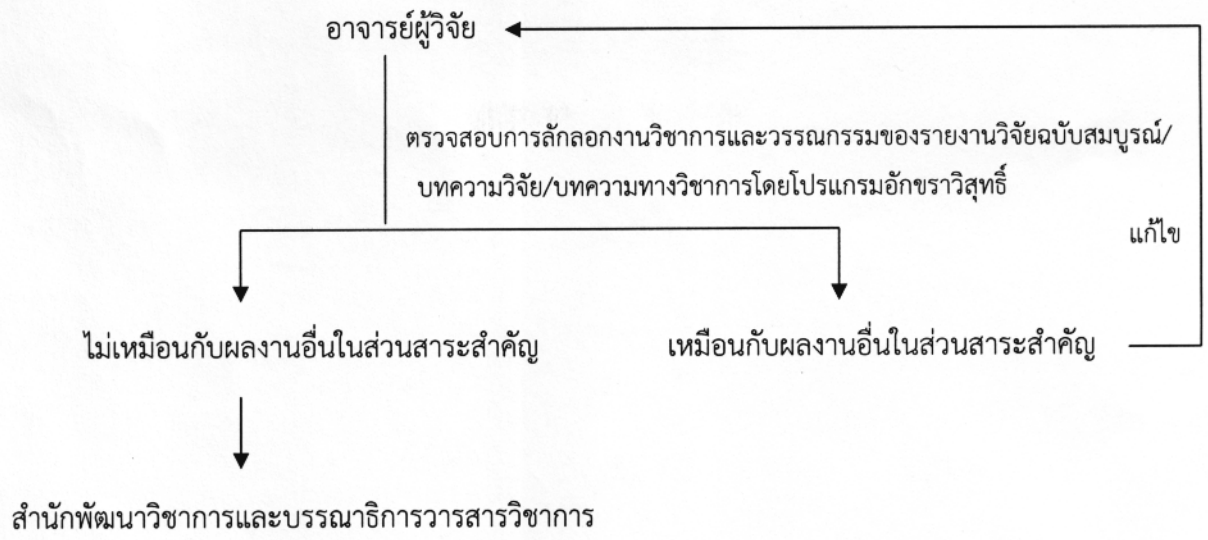 อาจารย์ผู้วิจัย
ตรวจสอบการลักลอกงานวิชาการและวรรณกรรมของรายงานวิจัยฉบับสมบูรณ์/
บทความวิจัย/บทความทางวิชาการโดยโปรแกรมอักขราวิสุทธิ์
แก้ไข
ไม่เหมือนกับผลงานอื่นในส่วนสาระสำคัญ
เหมือนกับผลงานอื่นในส่วนสาระสำคัญ
สำนักพัฒนาวิชาการและบรรณาธิการวารสารวิชาการ